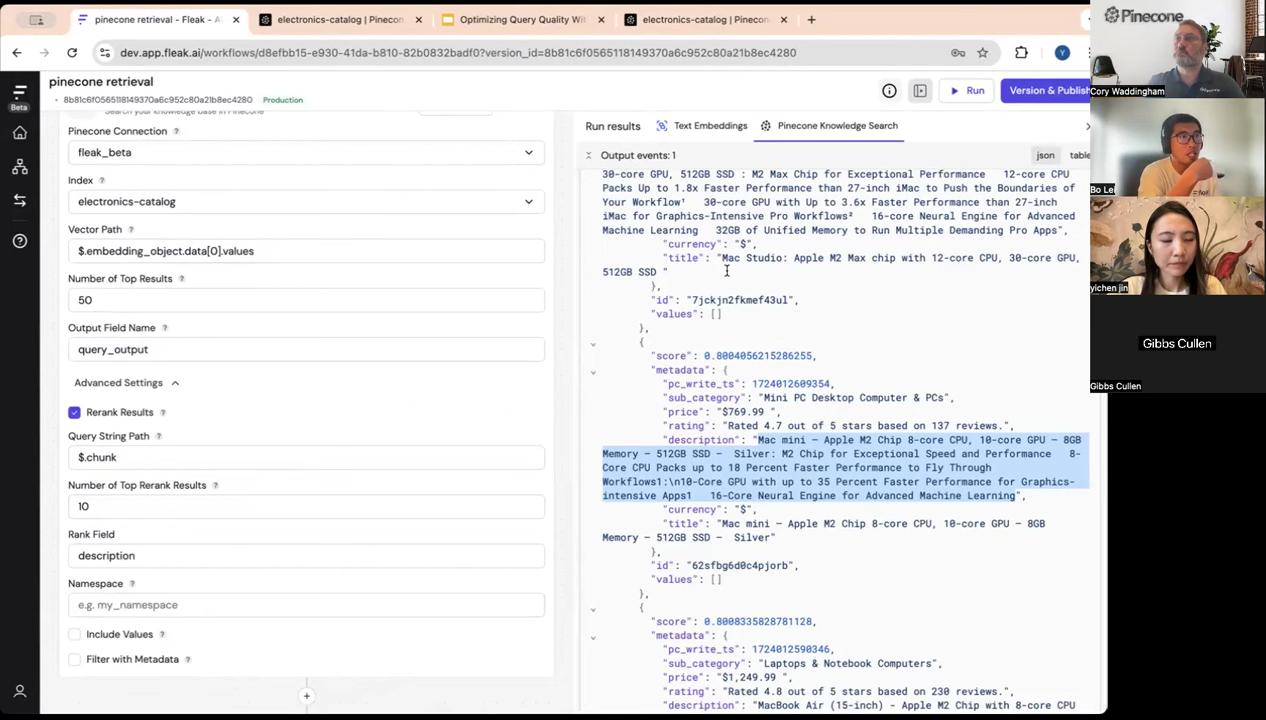 pinecone retrieval - Fleak - A
electronics-catalog | Pinecon
Optimizing Query Quality Wit
electronics-catalog | Pinecon
dev.app.fleak.ai/workflows/d8efbb15-e930-41da-b810-82b0832badf0?version_id=8b81c6f0565118149370a6c952c80a21b8ec4280
Y
Beta
pinecone retrieval
8b81c6f0565118149370a6c952c80a21b8ec4280 Production
Run
Version & Publish
Search your knowledge base in Pinecone
Pinecone Connection ?
fleak_beta
Index ?
electronics-catalog
Vector Path ?
$.embedding_object.data[0].values
Number of Top Results ?
50
Output Field Name ?
query_output
Advanced Settings
Rerank Results ?
Query String Path ?
$.chunk
Number of Top Rerank Results ?
10
Rank Field ?
description
Namespace ?
e.g. my_namespace
Include Values ?
Filter with Metadata ?
Run results
Text Embeddings
Pinecone Knowledge Search
Output events: 1
json
table
30-core GPU, 512GB SSD : M2 Max Chip for Exceptional Performance 12-core CPU
Packs Up to 1.8x Faster Performance than 27-inch iMac to Push the Boundaries of
Your Workflow¹ 30-core GPU with Up to 3.6x Faster Performance than 27-inch
iMac for Graphics-Intensive Pro Workflows² 16-core Neural Engine for Advanced
Machine Learning 32GB of Unified Memory to Run Multiple Demanding Pro Apps",
"currency": "$",
"title": "Mac Studio: Apple M2 Max chip with 12-core CPU, 30-core GPU,
512GB SSD "
},
"id": "7jckjn2fkmef43ul",
"values": []
},
{
"score": 0.8004056215286255,
"metadata": {
"pc_write_ts": 1724012609354,
"sub_category": "Mini PC Desktop Computer & PCs",
"price": "$769.99 ",
"rating": "Rated 4.7 out of 5 stars based on 137 reviews.",
"description": "Mac mini – Apple M2 Chip 8-core CPU, 10-core GPU – 8GB
Memory – 512GB SSD – Silver: M2 Chip for Exceptional Speed and Performance 8-
Core CPU Packs up to 18 Percent Faster Performance to Fly Through
Workflows1:\n10-Core GPU with up to 35 Percent Faster Performance for Graphics-
intensive Apps1 16-Core Neural Engine for Advanced Machine Learning",
"currency": "$",
"title": "Mac mini – Apple M2 Chip 8-core CPU, 10-core GPU – 8GB
Memory – 512GB SSD – Silver"
},
"id": "62sfbg6d0c4pjorb",
"values": []
},
{
"score": 0.8008335828781128,
"metadata": {
"pc_write_ts": 1724012590346,
"sub_category": "Laptops & Notebook Computers",
"price": "$1,249.99 ",
"rating": "Rated 4.8 out of 5 stars based on 230 reviews.",
"description": "MacBook Air (15-inch) - Apple M2 Chip with 8-core CPU
Pinecone
Cory Waddingham
Bo Lei
yichen jin
Gibbs Cullen
Gibbs Cullen